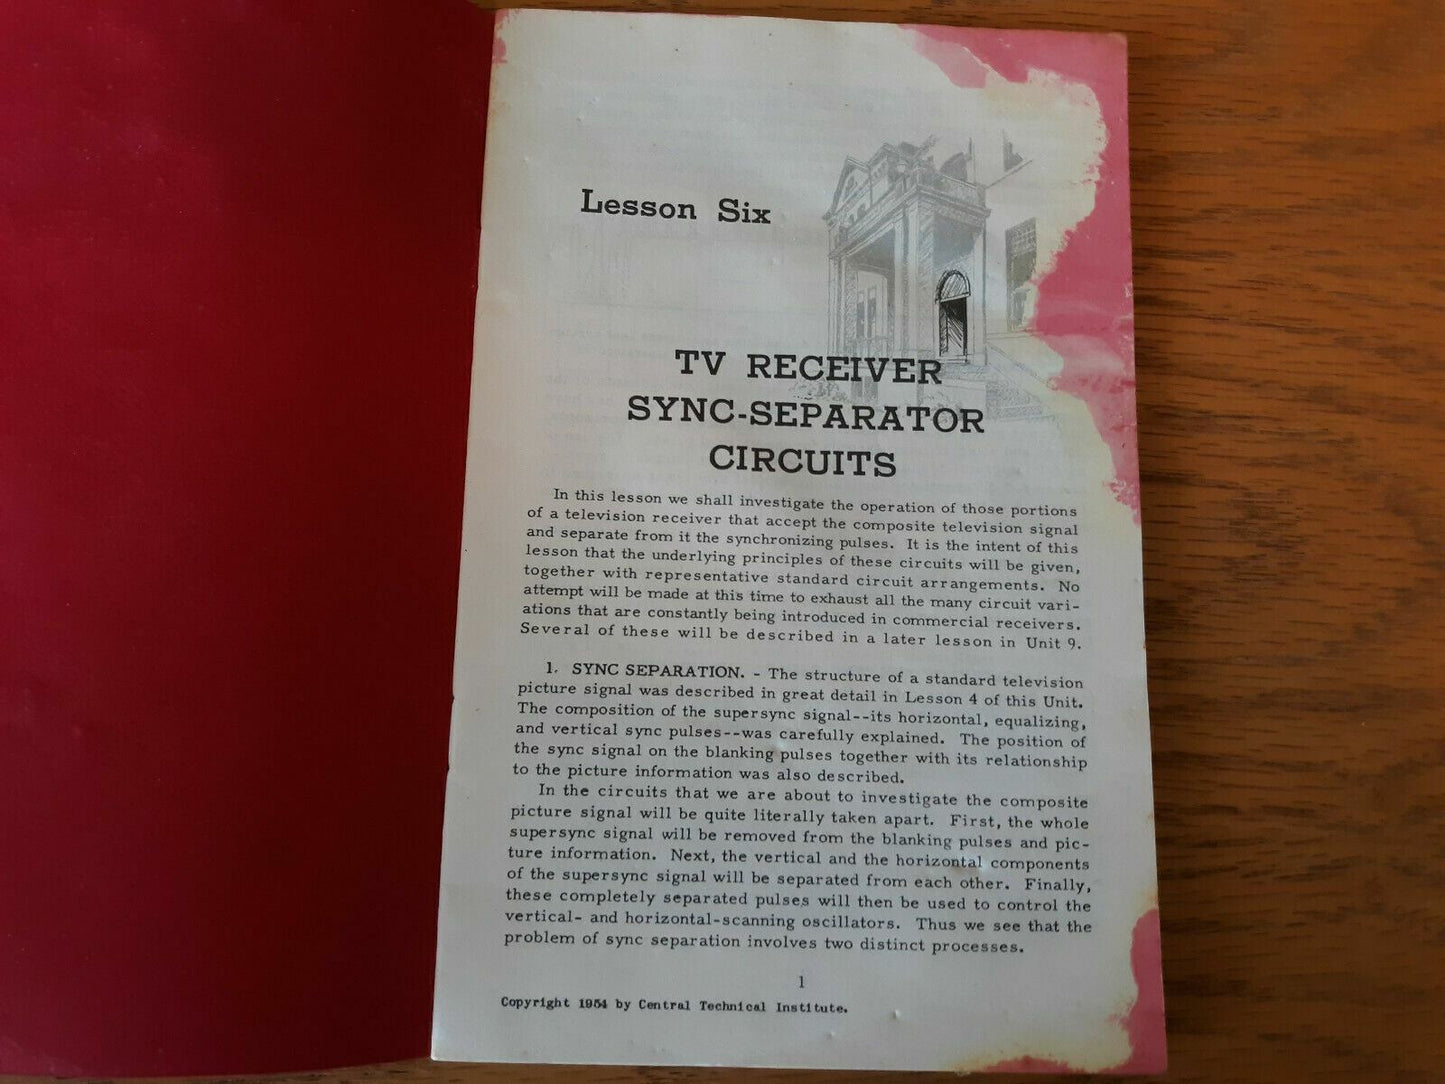 Lesson Six
TV RECEIVER
SYNC-SEPARATOR
CIRCUITS
In this lesson we shall investigate the operation of those portions
of a television receiver that accept the composite television signal
and separate from it the synchronizing pulses. It is the intent of this
lesson that the underlying principles of these circuits will be given,
together with representative standard circuit arrangements. No
attempt will be made at this time to exhaust all the many circuit vari-
ations that are constantly being introduced in commercial receivers.
Several of these will be described in a later lesson in Unit 9.
1. SYNC SEPARATION. - The structure of a standard television
picture signal was described in great detail in Lesson 4 of this Unit.
The composition of the supersync signal--its horizontal, equalizing,
and vertical sync pulses--was carefully explained. The position of
the sync signal on the blanking pulses together with its relationship
to the picture information was also described.
In the circuits that we are about to investigate the composite
picture signal will be quite literally taken apart. First, the whole
supersync signal will be removed from the blanking pulses and pic-
ture information. Next, the vertical and the horizontal components
of the supersync signal will be separated from each other. Finally,
these completely separated pulses will then be used to control the
vertical- and horizontal-scanning oscillators. Thus we see that the
problem of sync separation involves two distinct processes.
1
Copyright 1954 by Central Technical Institute.